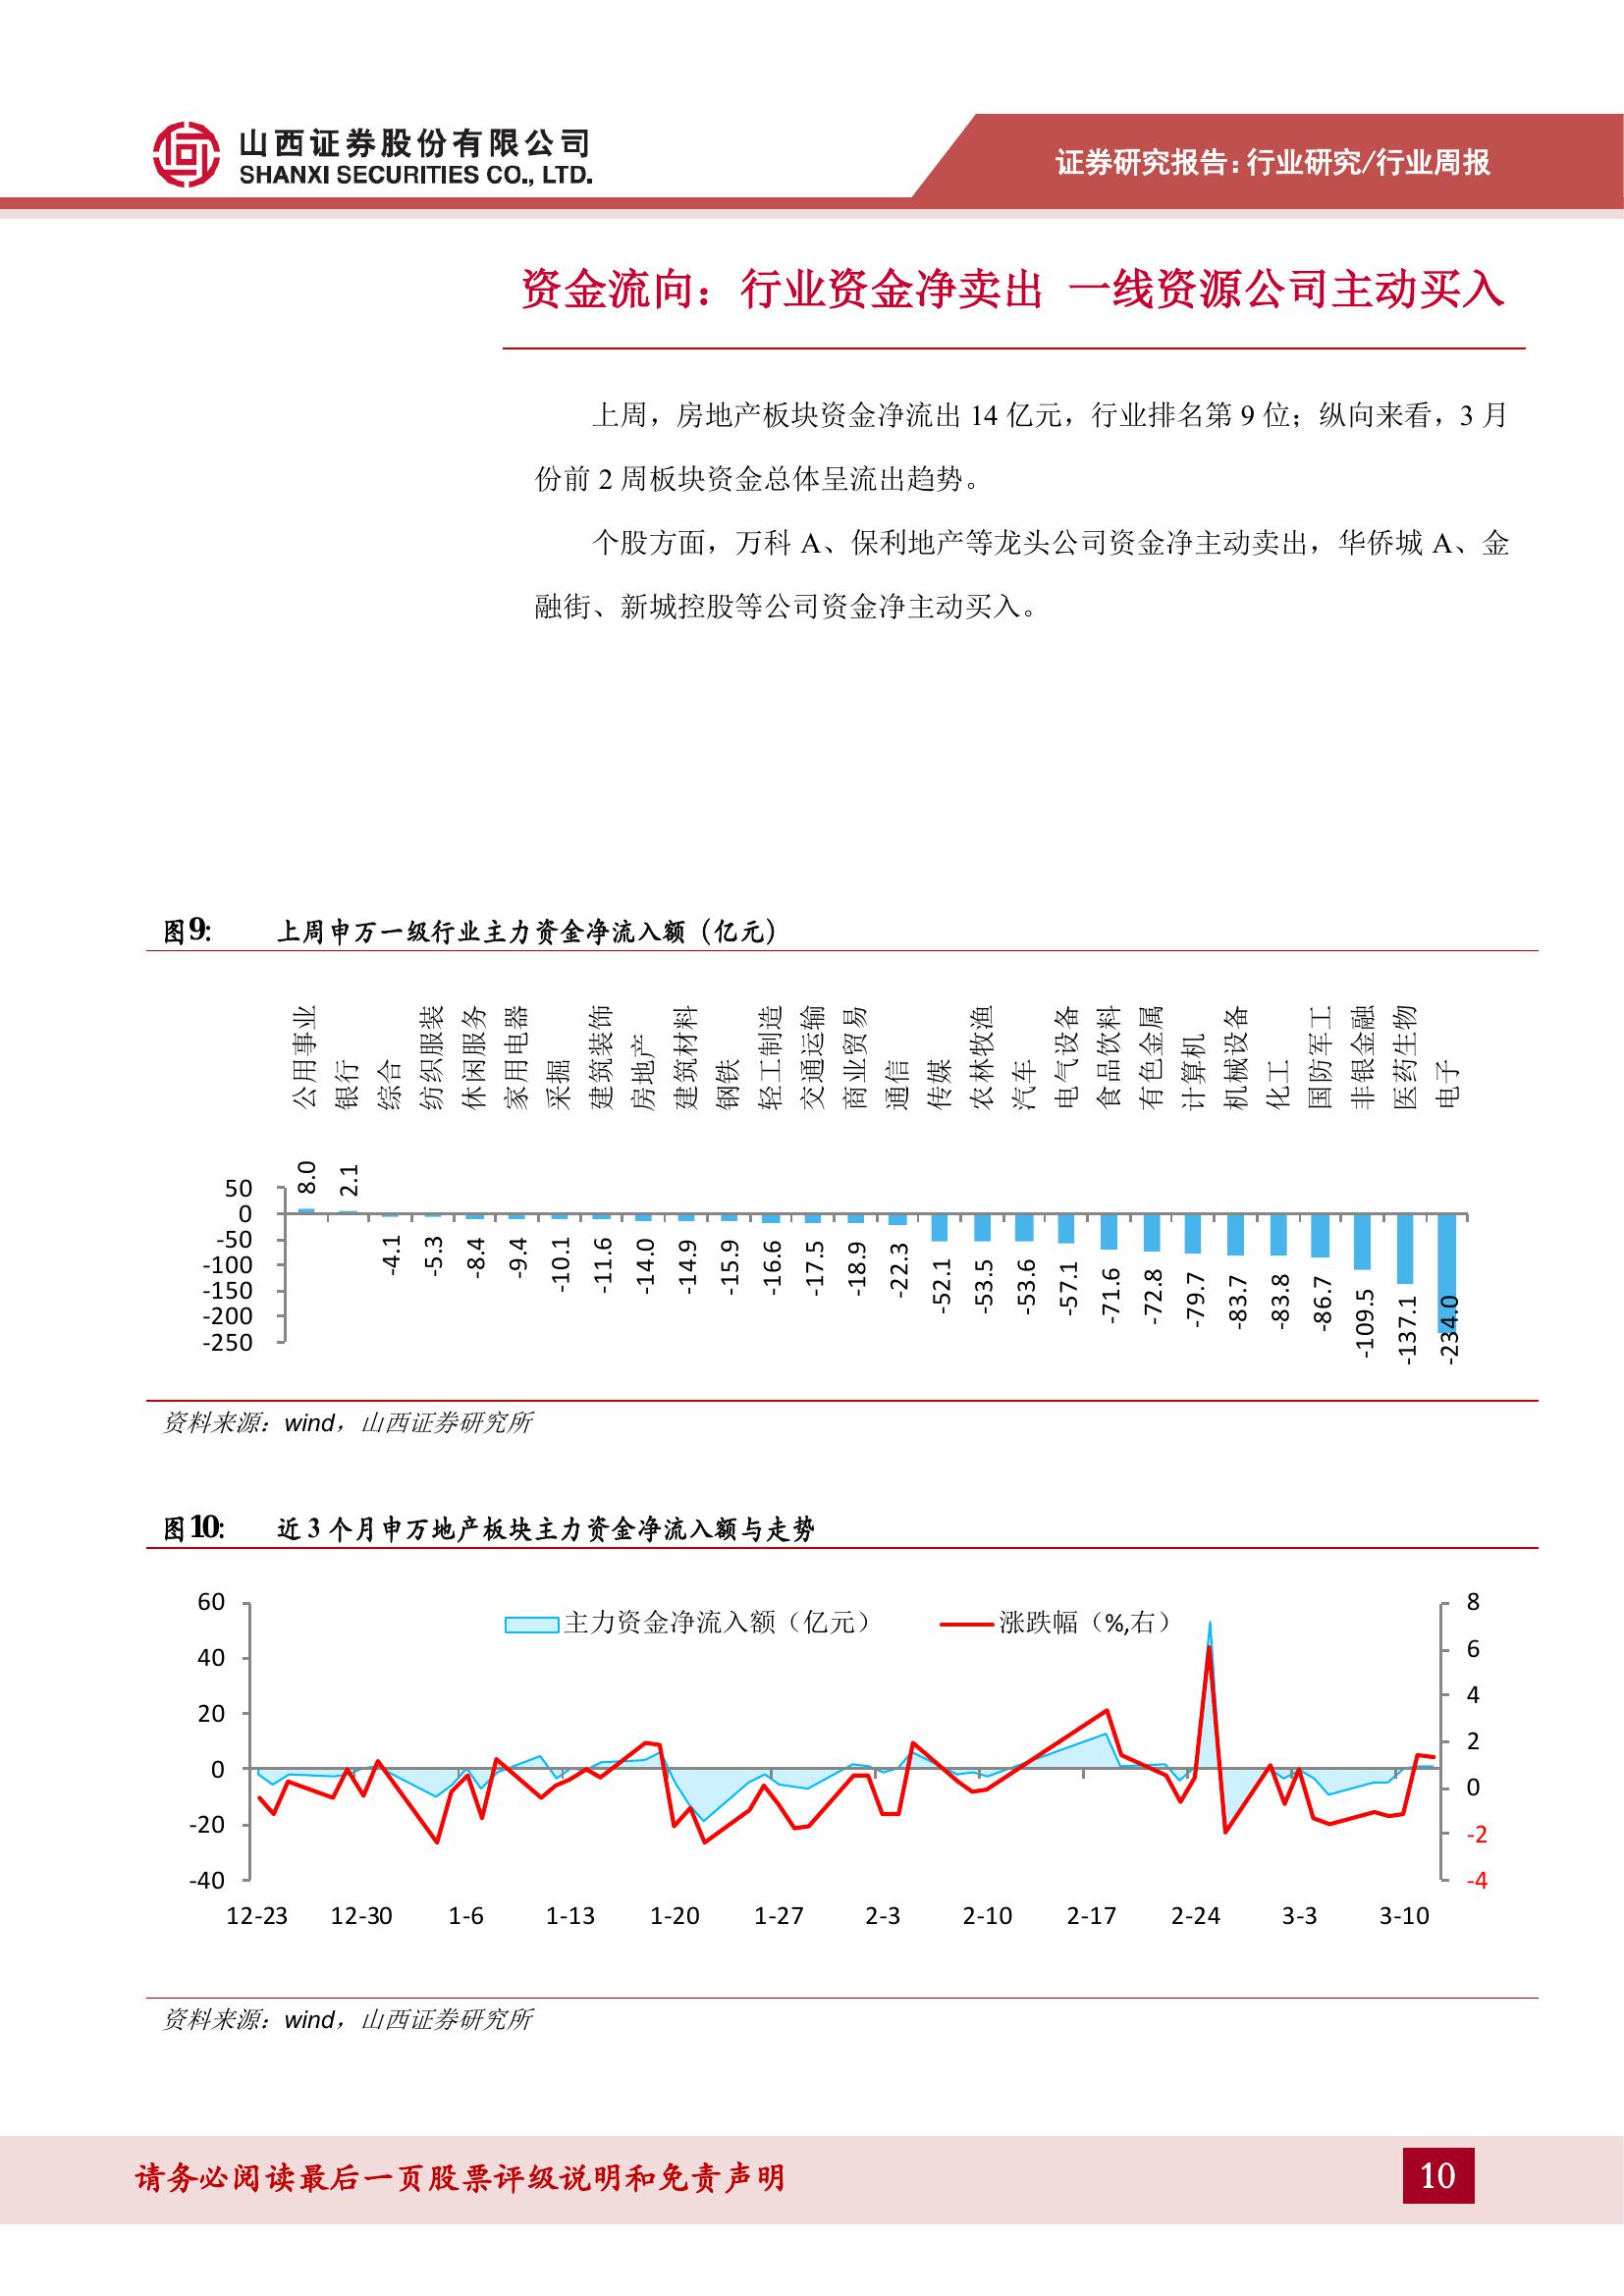 山西证券股份有限公司
SHANXI SECURITIES CO., LTD.
证券研究报告:行业研究/行业周报
资金流向：行业资金净卖出 一线资源公司主动买入
上周，房地产板块资金净流出 14 亿元，行业排名第 9 位；纵向来看，3 月
份前 2 周板块资金总体呈流出趋势。
个股方面，万科 A、保利地产等龙头公司资金净主动卖出，华侨城 A、金
融街、新城控股等公司资金净主动买入。
图9: 上周申万一级行业主力资金净流入额（亿元）
公用事业 银行 综合 纺织服装 休闲服务 家用电器 采掘 建筑装饰 房地产 建筑材料 钢铁 轻工制造 交通运输 商业贸易 通信 传媒 农林牧渔 汽车 电气设备 食品饮料 有色金属 计算机 机械设备 化工 国防军工 非银金融 医药生物 电子
8.0 2.1 -4.1 -5.3 -8.4 -9.4 -10.1 -11.6 -14.0 -14.9 -15.9 -16.6 -17.5 -18.9 -22.3 -52.1 -53.5 -53.6 -57.1 -71.6 -72.8 -79.7 -83.7 -83.8 -86.7 -109.5 -137.1 -234.0
50
0
-50
-100
-150
-200
-250
资料来源：wind，山西证券研究所
图10: 近 3 个月申万地产板块主力资金净流入额与走势
主力资金净流入额（亿元） 涨跌幅（%,右）
60
40
20
0
-20
-40
8
6
4
2
0
-2
-4
12-23 12-30 1-6 1-13 1-20 1-27 2-3 2-10 2-17 2-24 3-3 3-10
资料来源：wind，山西证券研究所
请务必阅读最后一页股票评级说明和免责声明
10